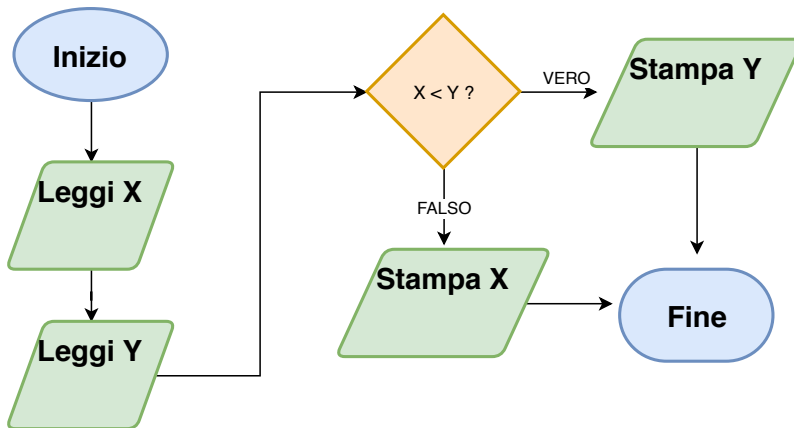 Inizio
Leggi X
Leggi Y
X < Y ?
VERO
Stampa Y
FALSO
Stampa X
Fine